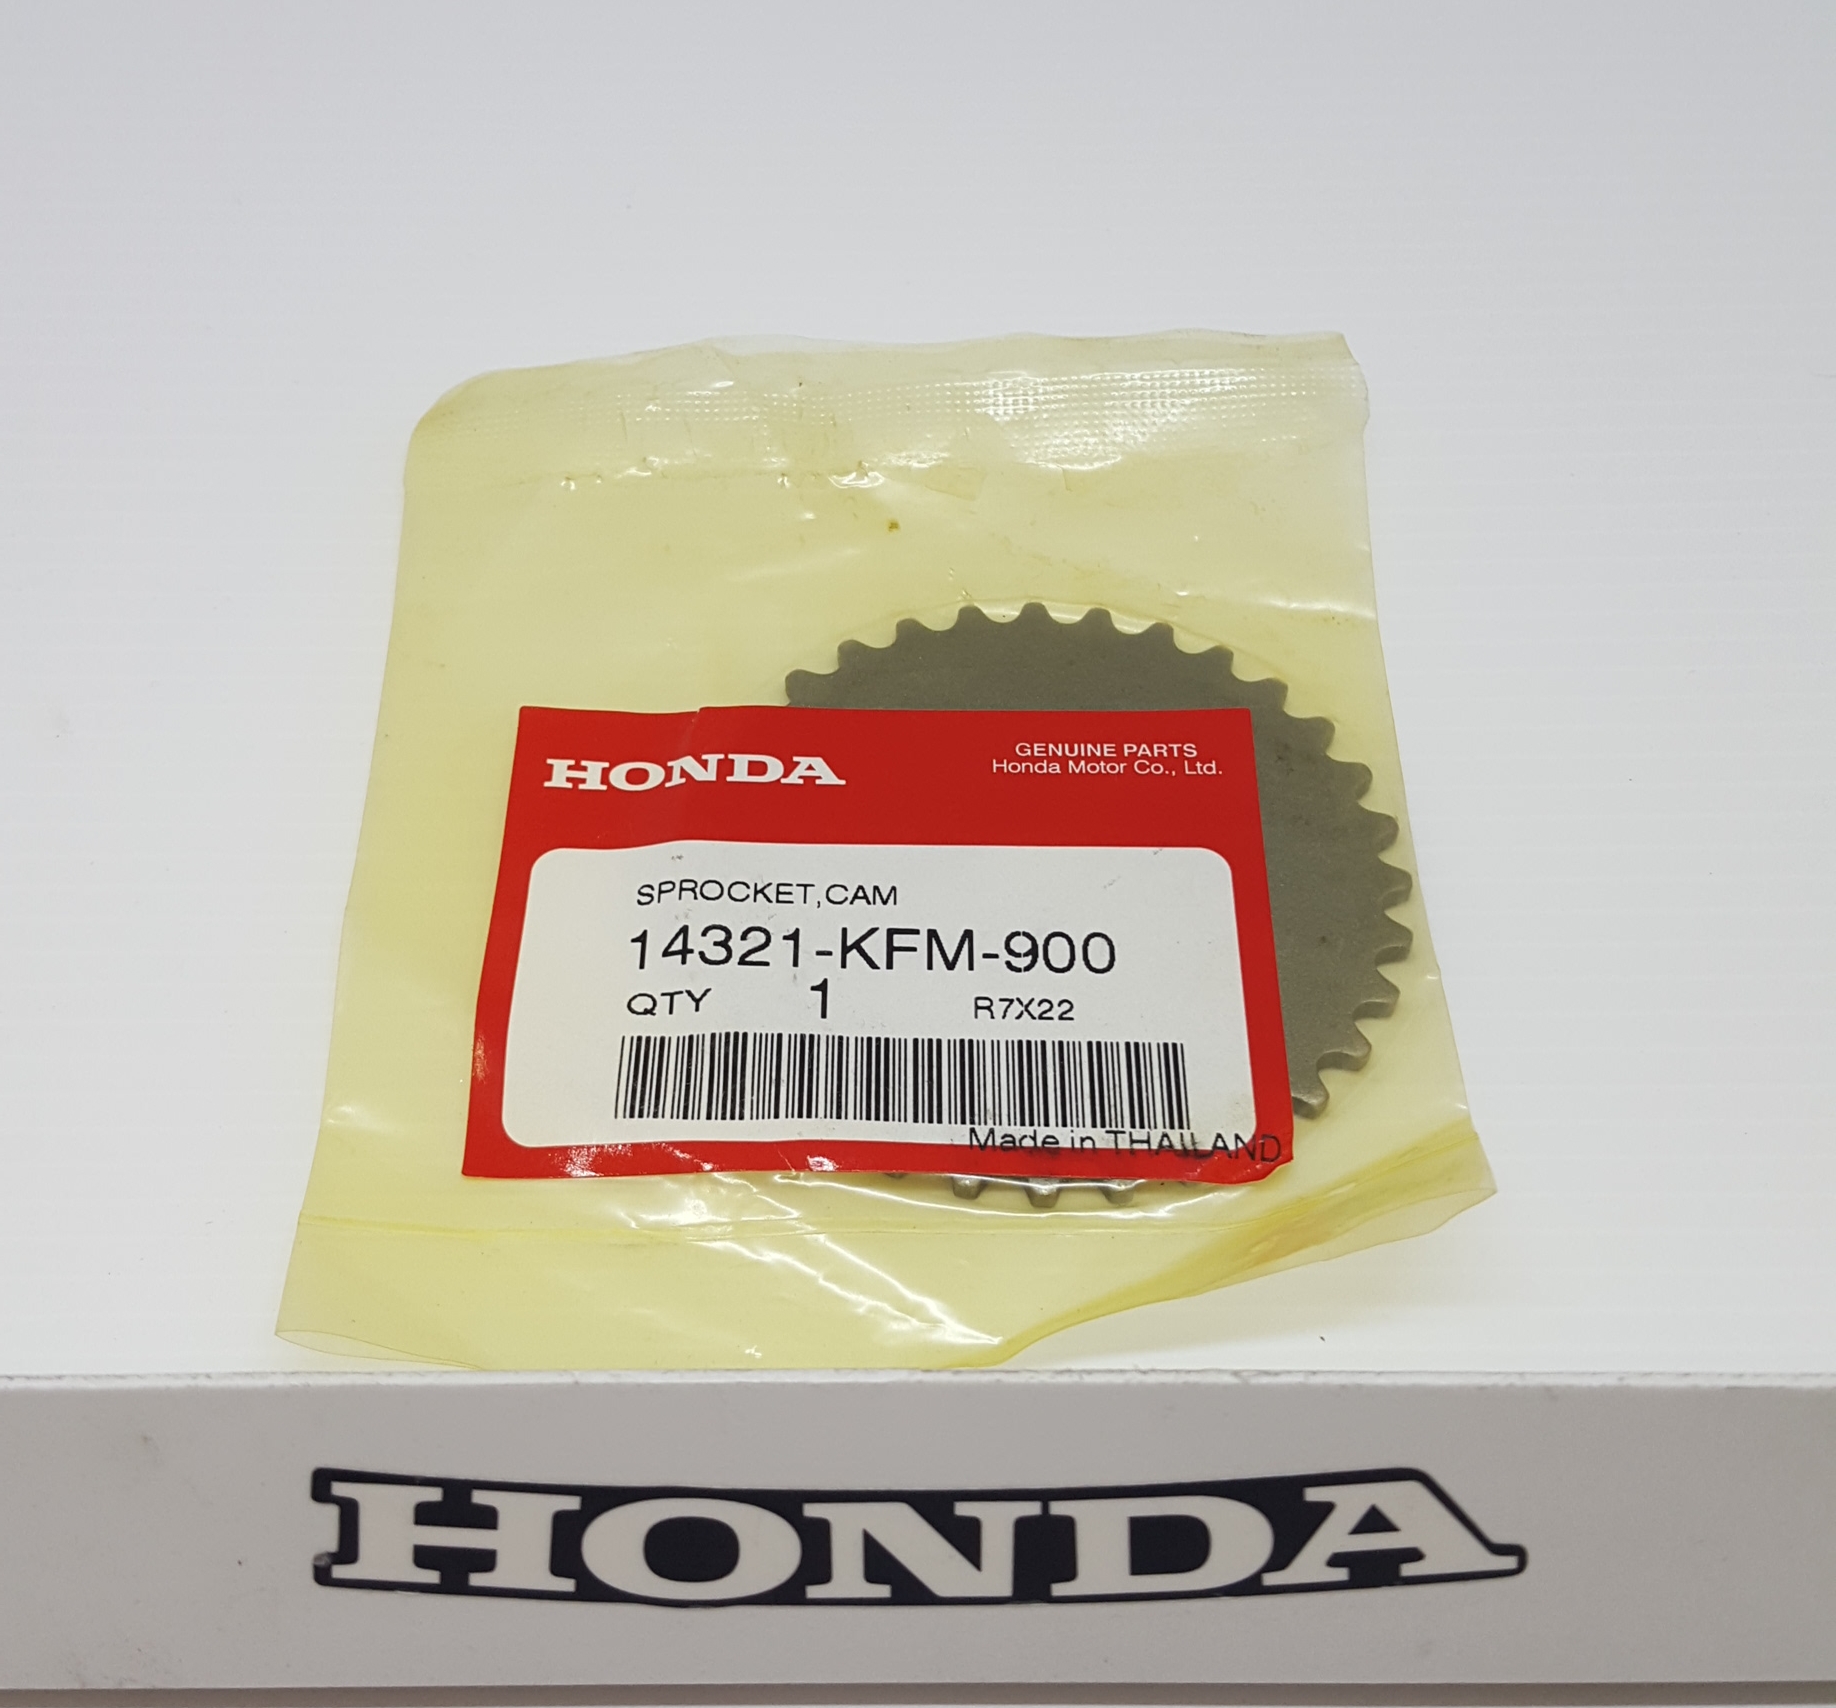 HONDA
GENUINE PARTS
Honda Motor Co., Ltd.
SPROCKET,CAM
14321-KFM-900
QTY 1 R7X22
Made in THAILAND
HONDA